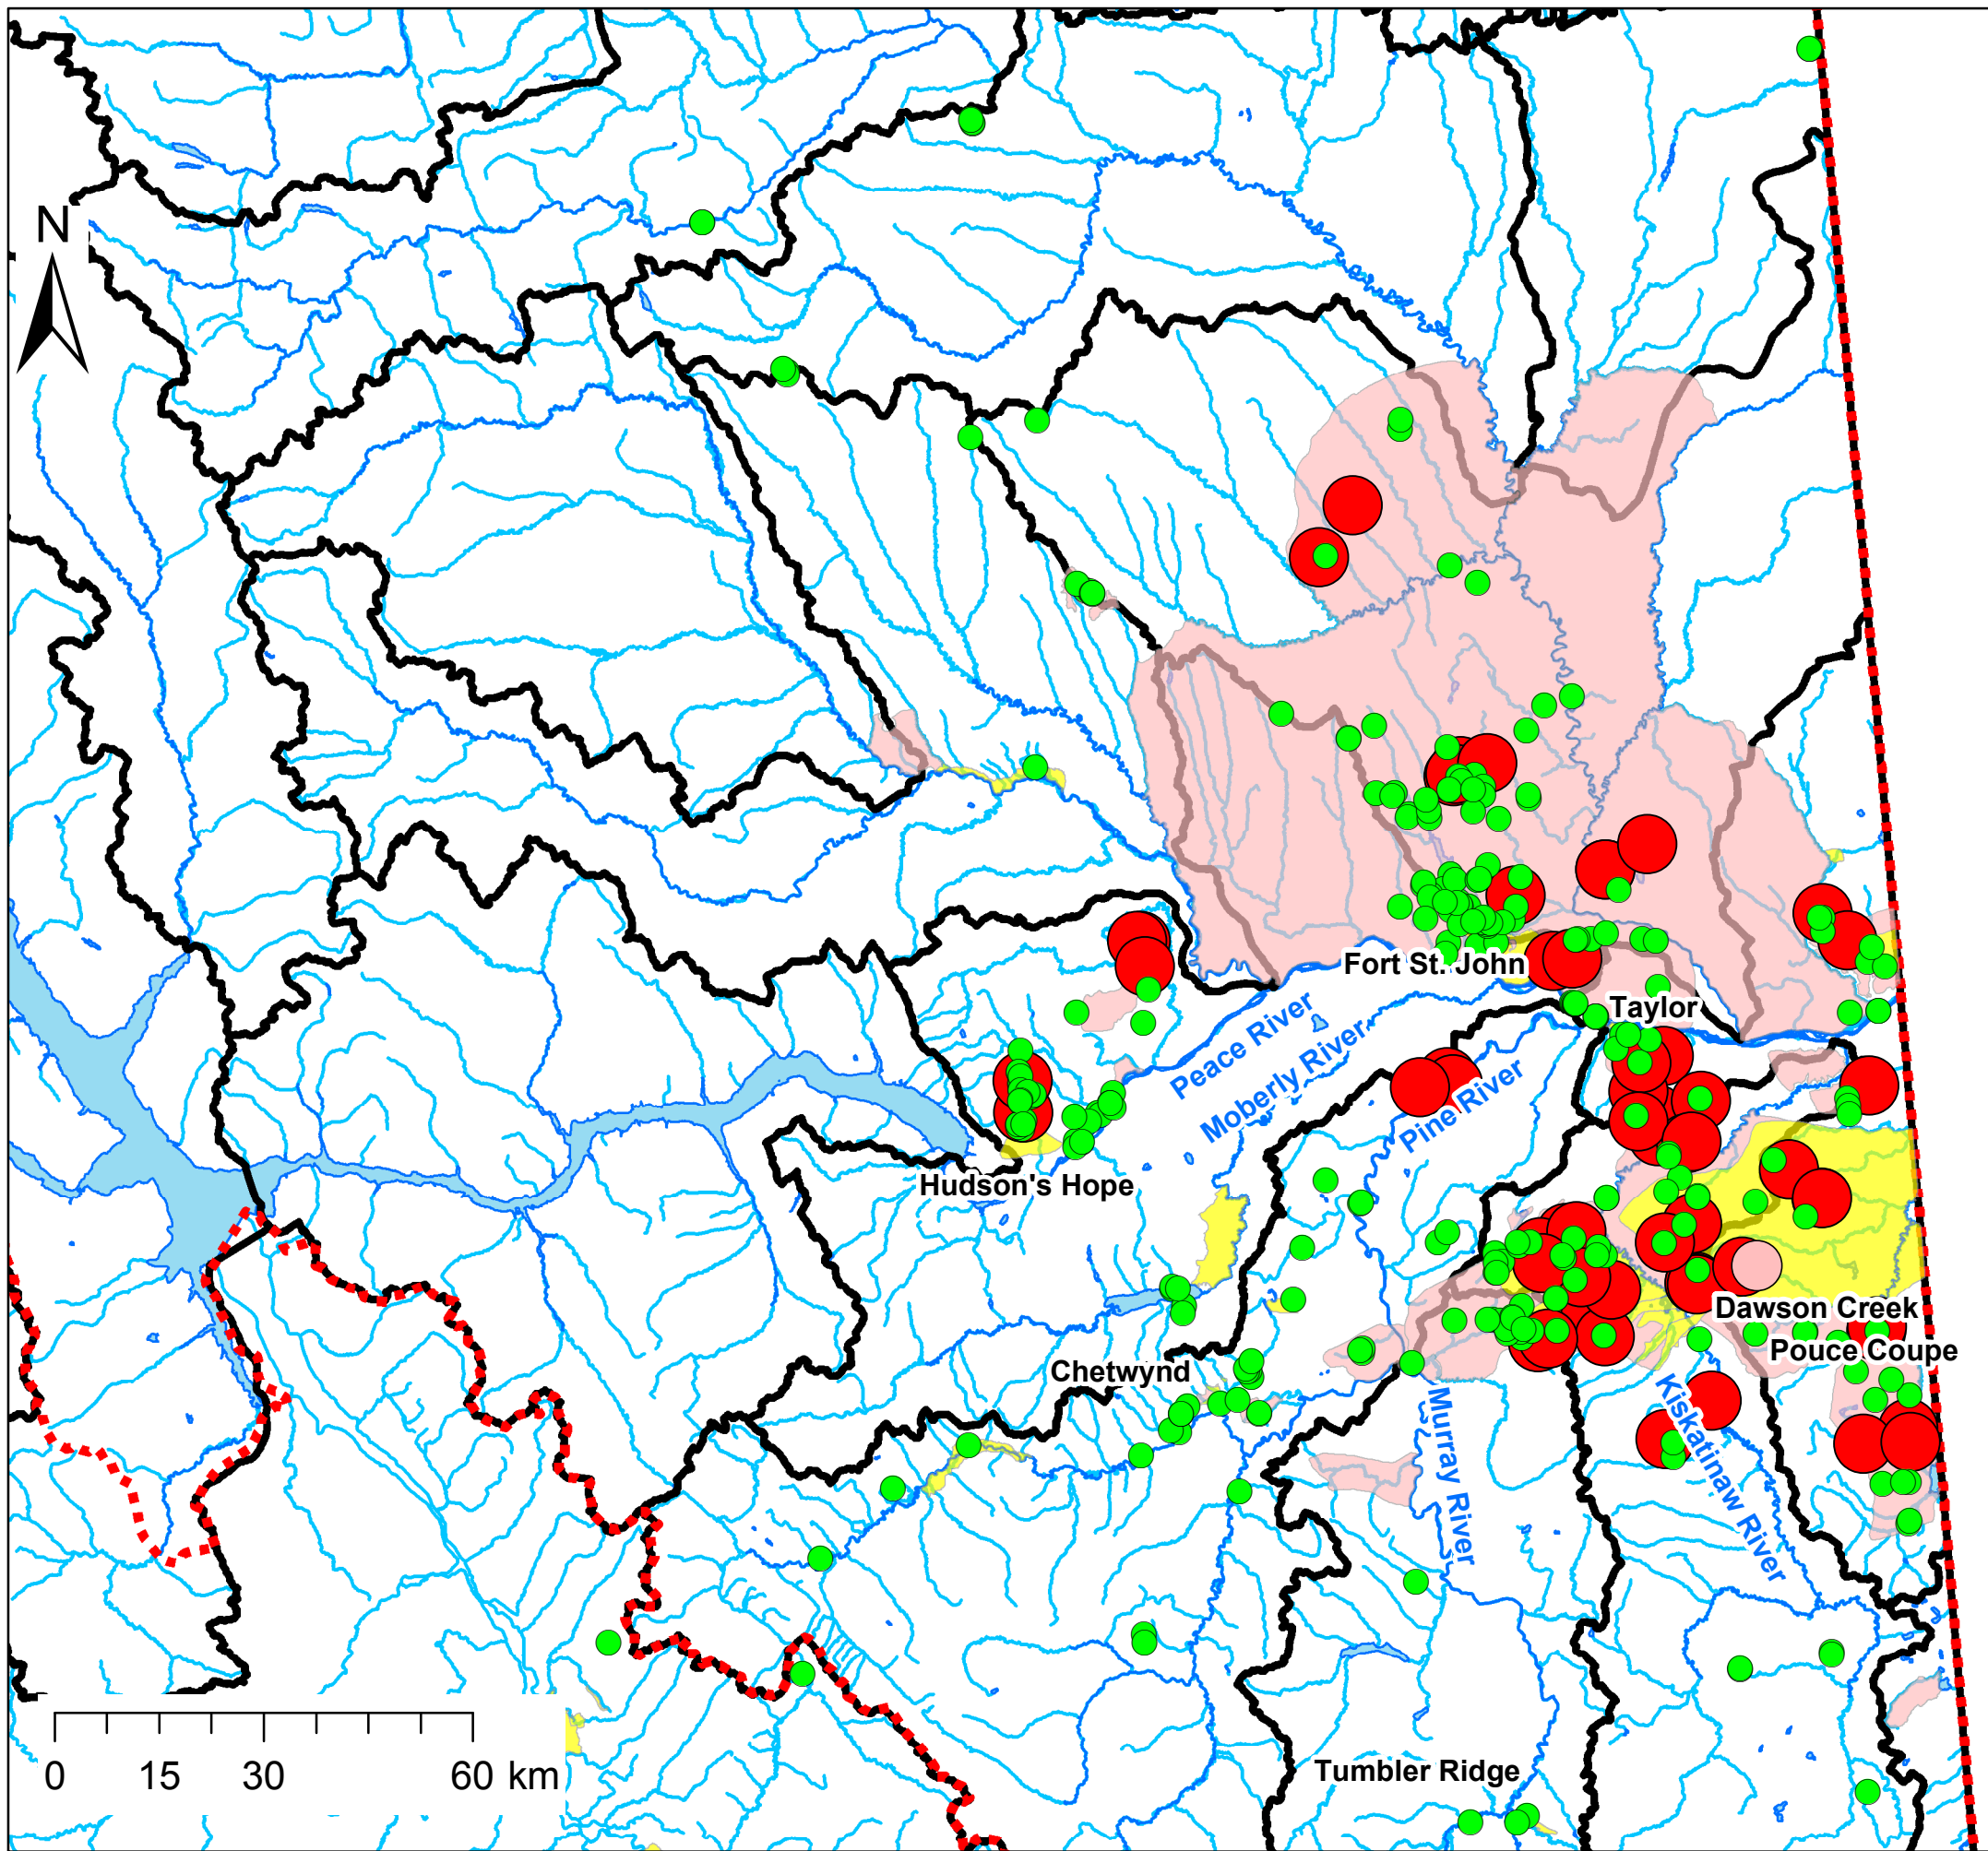 N
Fort St. John
Taylor
Peace River
Moberly River
Pine River
Hudson's Hope
Dawson Creek
Pouce Coupe
Chetwynd
Murray River
Kiskatinaw River
Tumbler Ridge
0 15 30 60 km